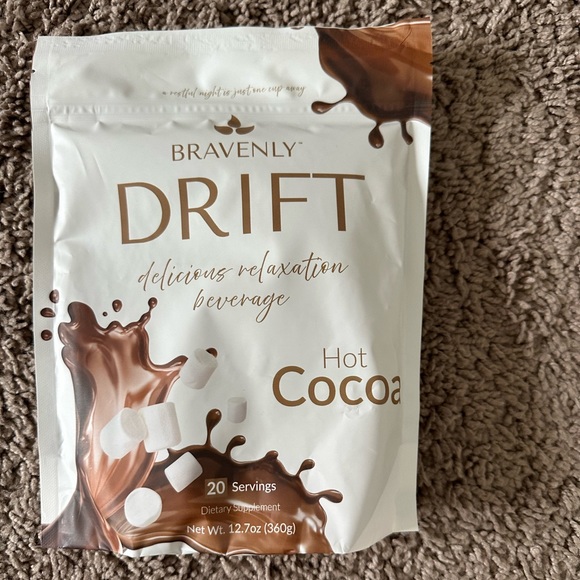 a restful night is just one sip away
BRAVENLY™
DRIFT
delicious relaxation
beverage
Hot
Cocoa
20 Servings
Dietary Supplement
Net Wt. 12.7oz (360g)